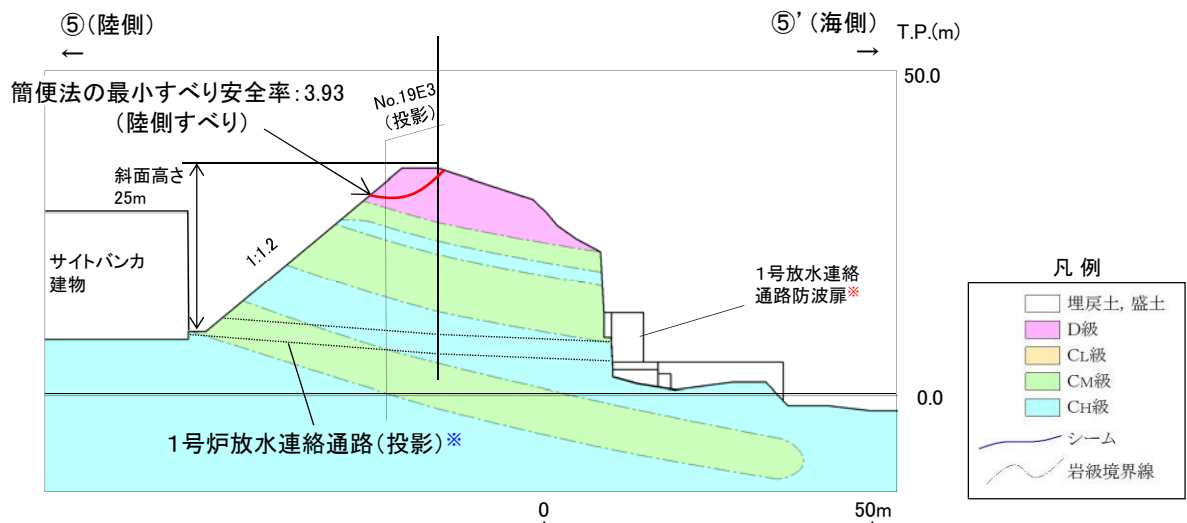 ⑤(陸側)
←
⑤’(海側)
→
T.P.(m)
50.0
簡便法の最小すべり安全率:3.93
(陸側すべり)
No.19E3
(投影)
斜面高さ
25m
1:1.2
サイトバンカ
建物
1号放水連絡
通路防波扉※
凡 例
埋戻土, 盛土
D級
CL級
CM級
CH級
シーム
岩級境界線
0.0
1号炉放水連絡通路(投影)※
0
50m